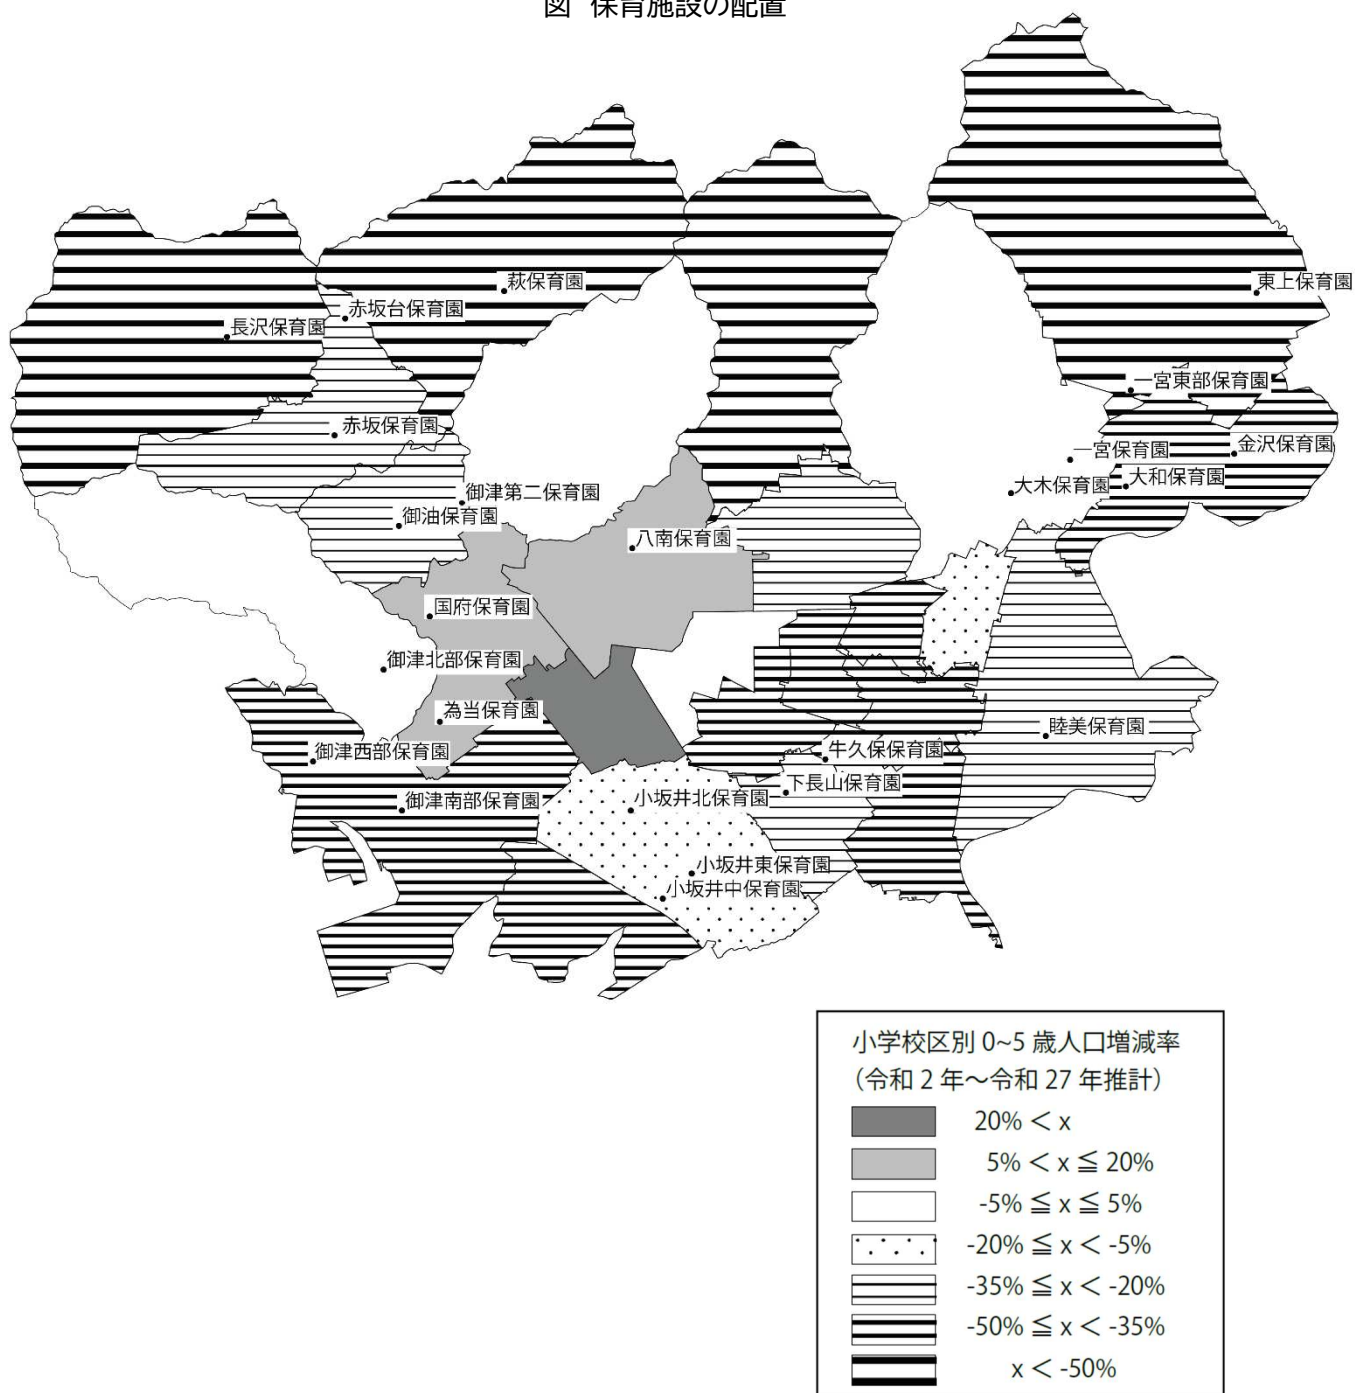 図 保育施設の配置
萩保育園
東上保育園
赤坂台保育園
長沢保育園
一宮東部保育園
赤坂保育園
金沢保育園
一宮保育園
大和保育園
大木保育園
御津第二保育園
御油保育園
八南保育園
国府保育園
御津北部保育園
為当保育園
睦美保育園
御津西部保育園
牛久保保育園
下長山保育園
御津南部保育園
小坂井北保育園
小坂井東保育園
小坂井中保育園
小学校区別 0~5 歳人口増減率
（令和 2 年～令和 27 年推計）
20% < x
5% < x ≦ 20%
-5% ≦ x ≦ 5%
-20% ≦ x < -5%
-35% ≦ x < -20%
-50% ≦ x < -35%
x < -50%